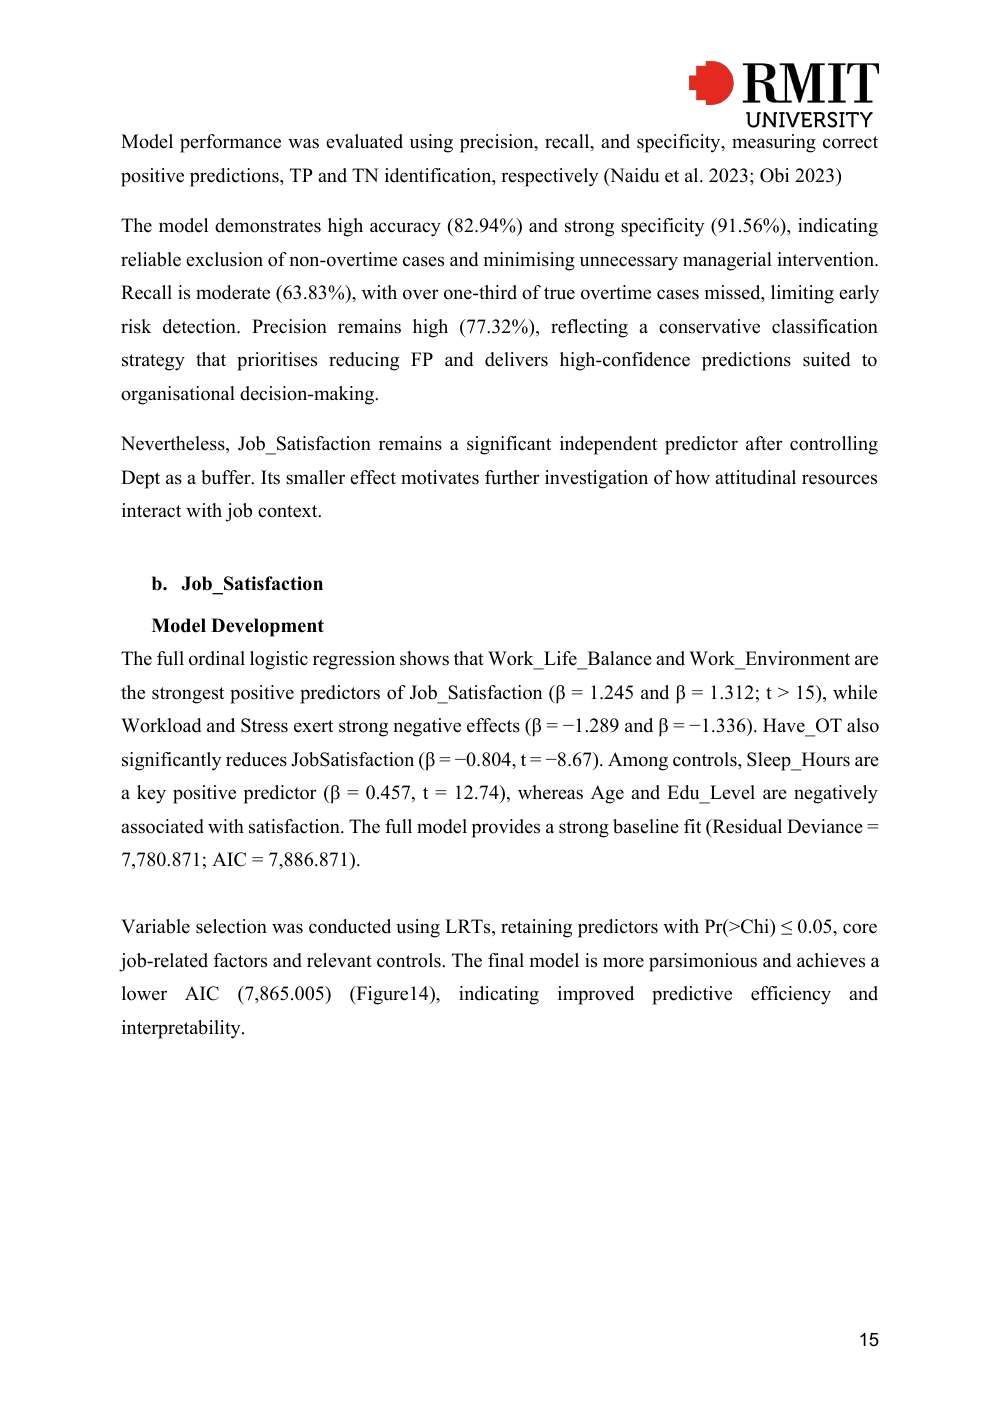 RMIT
UNIVERSITY
Model performance was evaluated using precision, recall, and specificity, measuring correct
positive predictions, TP and TN identification, respectively (Naidu et al. 2023; Obi 2023)
The model demonstrates high accuracy (82.94%) and strong specificity (91.56%), indicating
reliable exclusion of non-overtime cases and minimising unnecessary managerial intervention.
Recall is moderate (63.83%), with over one-third of true overtime cases missed, limiting early
risk detection. Precision remains high (77.32%), reflecting a conservative classification
strategy that prioritises reducing FP and delivers high-confidence predictions suited to
organisational decision-making.
Nevertheless, Job_Satisfaction remains a significant independent predictor after controlling
Dept as a buffer. Its smaller effect motivates further investigation of how attitudinal resources
interact with job context.
b. Job_Satisfaction
Model Development
The full ordinal logistic regression shows that Work_Life_Balance and Work_Environment are
the strongest positive predictors of Job_Satisfaction (β = 1.245 and β = 1.312; t > 15), while
Workload and Stress exert strong negative effects (β = −1.289 and β = −1.336). Have_OT also
significantly reduces JobSatisfaction (β = −0.804, t = −8.67). Among controls, Sleep_Hours are
a key positive predictor (β = 0.457, t = 12.74), whereas Age and Edu_Level are negatively
associated with satisfaction. The full model provides a strong baseline fit (Residual Deviance =
7,780.871; AIC = 7,886.871).
Variable selection was conducted using LRTs, retaining predictors with Pr(>Chi) ≤ 0.05, core
job-related factors and relevant controls. The final model is more parsimonious and achieves a
lower AIC (7,865.005) (Figure14), indicating improved predictive efficiency and
interpretability.
15